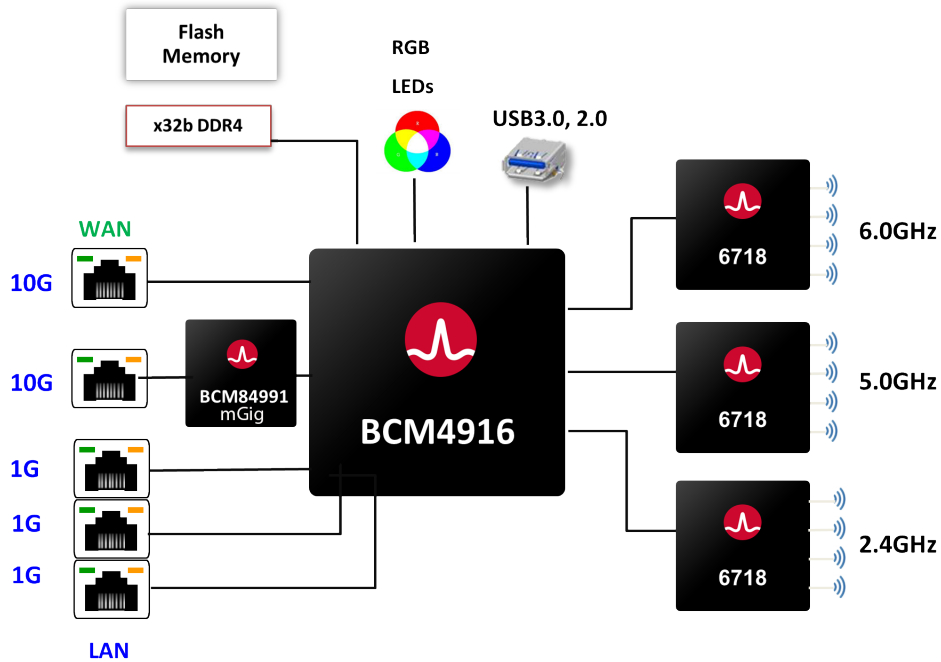 Flash
Memory
x32b DDR4
RGB
LEDs
USB3.0, 2.0
WAN
10G
10G
1G
1G
1G
LAN
BCM84991
mGig
BCM4916
6718
6.0GHz
6718
5.0GHz
6718
2.4GHz